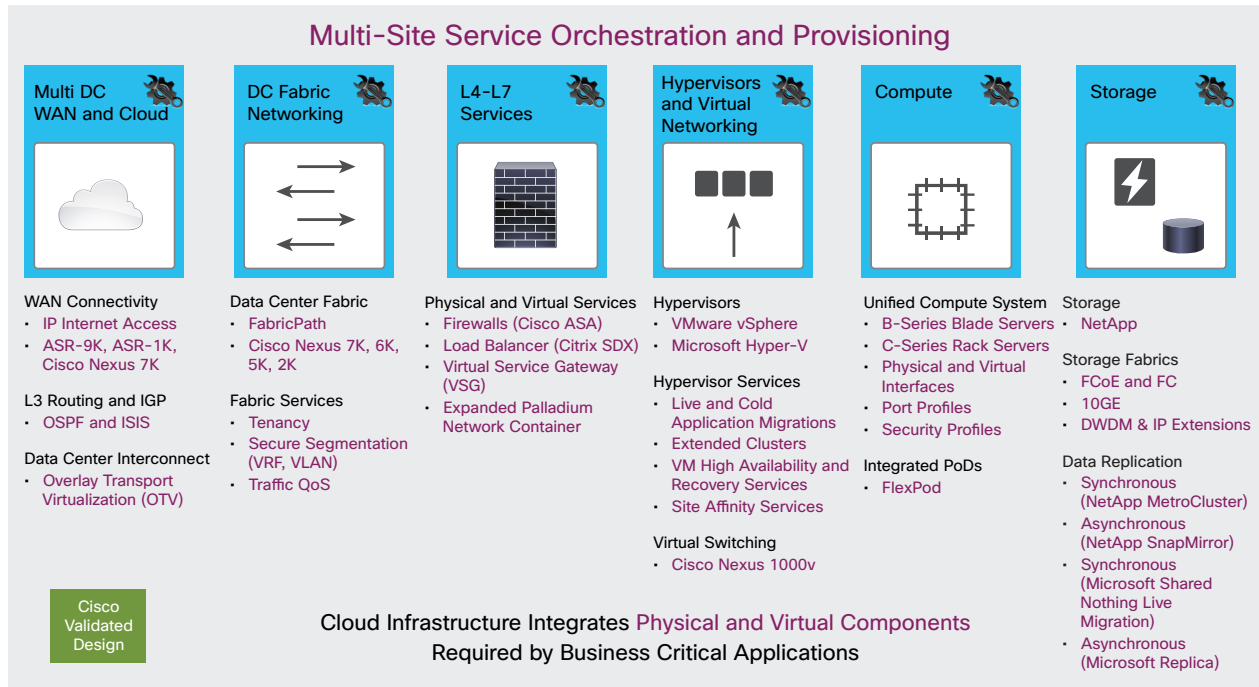 Multi-Site Service Orchestration and Provisioning
Multi DC
WAN and Cloud
DC Fabric
Networking
L4-L7
Services
Hypervisors
and Virtual
Networking
Compute
Storage
WAN Connectivity
• IP Internet Access
• ASR-9K, ASR-1K,
Cisco Nexus 7K
L3 Routing and IGP
• OSPF and ISIS
Data Center Interconnect
• Overlay Transport
Virtualization (OTV)
Data Center Fabric
• FabricPath
• Cisco Nexus 7K, 6K,
5K, 2K
Fabric Services
• Tenancy
• Secure Segmentation
(VRF, VLAN)
• Traffic QoS
Physical and Virtual Services
• Firewalls (Cisco ASA)
• Load Balancer (Citrix SDX)
• Virtual Service Gateway
(VSG)
• Expanded Palladium
Network Container
Hypervisors
• VMware vSphere
• Microsoft Hyper-V
Hypervisor Services
• Live and Cold
Application Migrations
• Extended Clusters
• VM High Availability and
Recovery Services
• Site Affinity Services
Virtual Switching
• Cisco Nexus 1000v
Unified Compute System
• B-Series Blade Servers
• C-Series Rack Servers
• Physical and Virtual
Interfaces
• Port Profiles
• Security Profiles
Integrated PoDs
• FlexPod
Storage
• NetApp
Storage Fabrics
• FCoE and FC
• 10GE
• DWDM & IP Extensions
Data Replication
• Synchronous
(NetApp MetroCluster)
• Asynchronous
(NetApp SnapMirror)
• Synchronous
(Microsoft Shared
Nothing Live
Migration)
• Asynchronous
(Microsoft Replica)
Cisco
Validated
Design
Cloud Infrastructure Integrates Physical and Virtual Components
Required by Business Critical Applications